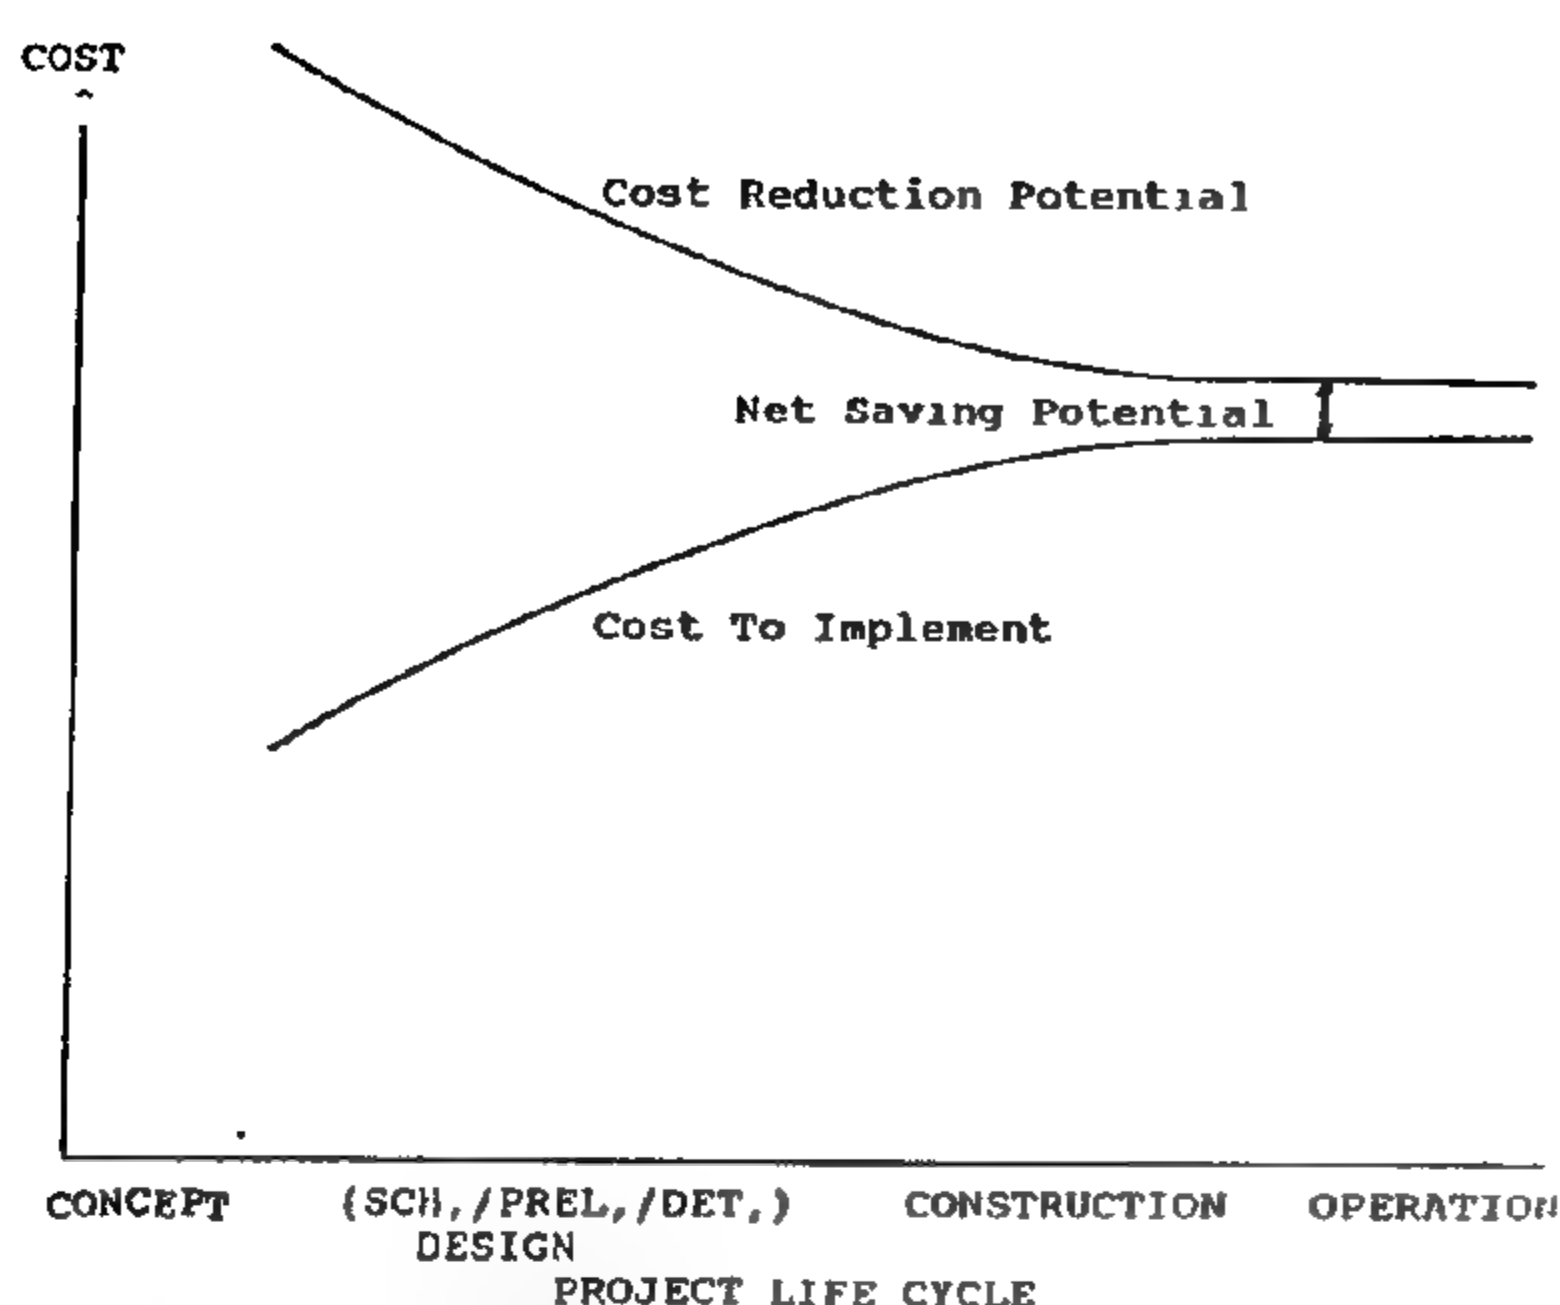 COST
Cost Reduction Potential
Net Saving Potential
Cost To Implement
CONCEPT (SCH,/PREL,/DET,) CONSTRUCTION OPERATION
DESIGN
PROJECT LIFE CYCLE